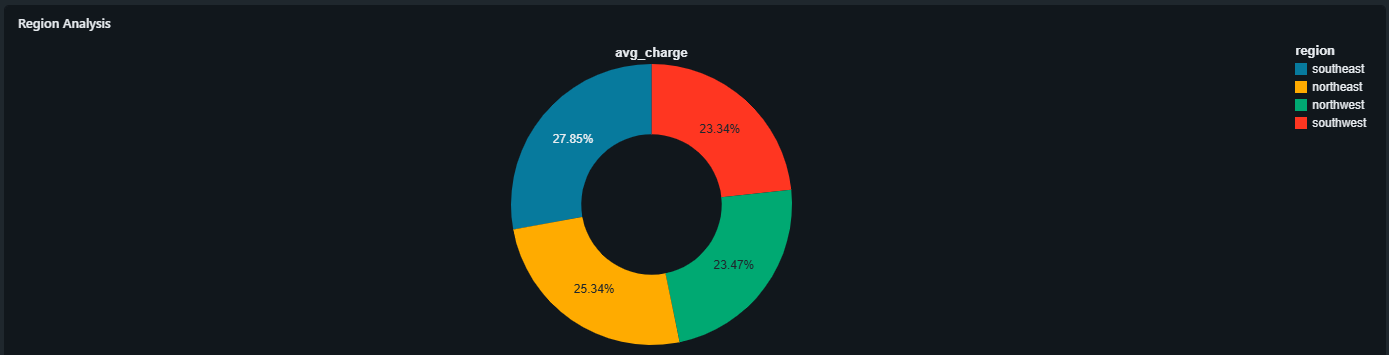 Region Analysis
avg_charge
region
southeast
northeast
northwest
southwest
23.34%
27.85%
23.47%
25.34%